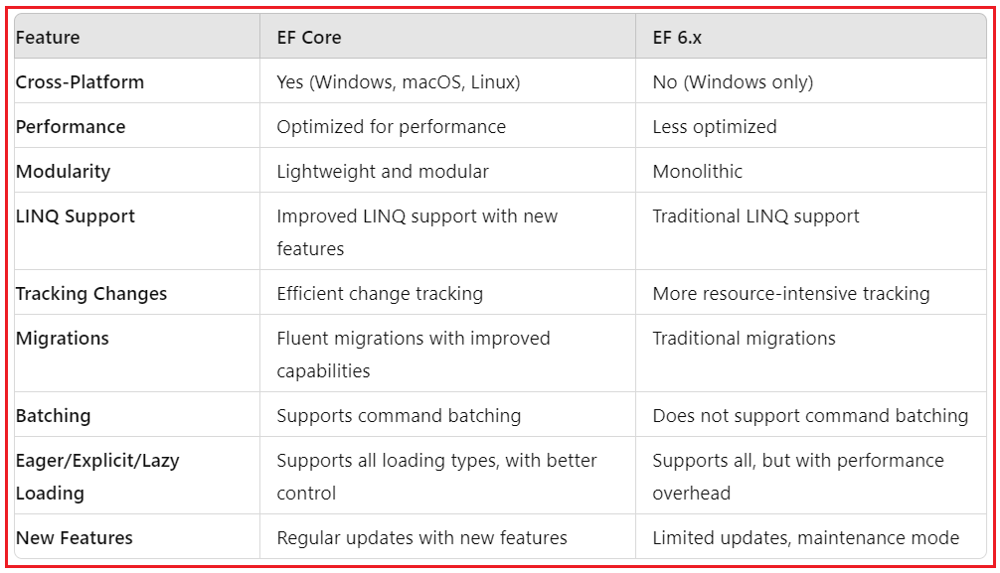 Feature EF Core EF 6.x
Cross-Platform Yes (Windows, macOS, Linux) No (Windows only)
Performance Optimized for performance Less optimized
Modularity Lightweight and modular Monolithic
LINQ Support Improved LINQ support with new Traditional LINQ support
features
Tracking Changes Efficient change tracking More resource-intensive tracking
Migrations Fluent migrations with improved Traditional migrations
capabilities
Batching Supports command batching Does not support command batching
Eager/Explicit/Lazy Supports all loading types, with better Supports all, but with performance
Loading control overhead
New Features Regular updates with new features Limited updates, maintenance mode